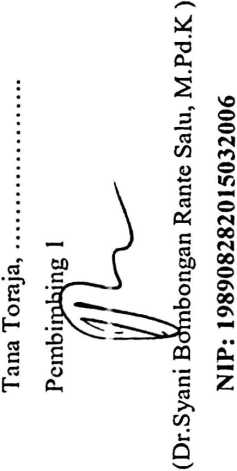 Tana Toraja, .......................
Pembimbing 1
(Dr.Syani Bombongan Rante Salu, M.Pd.K )
NIP: 198908282015032006